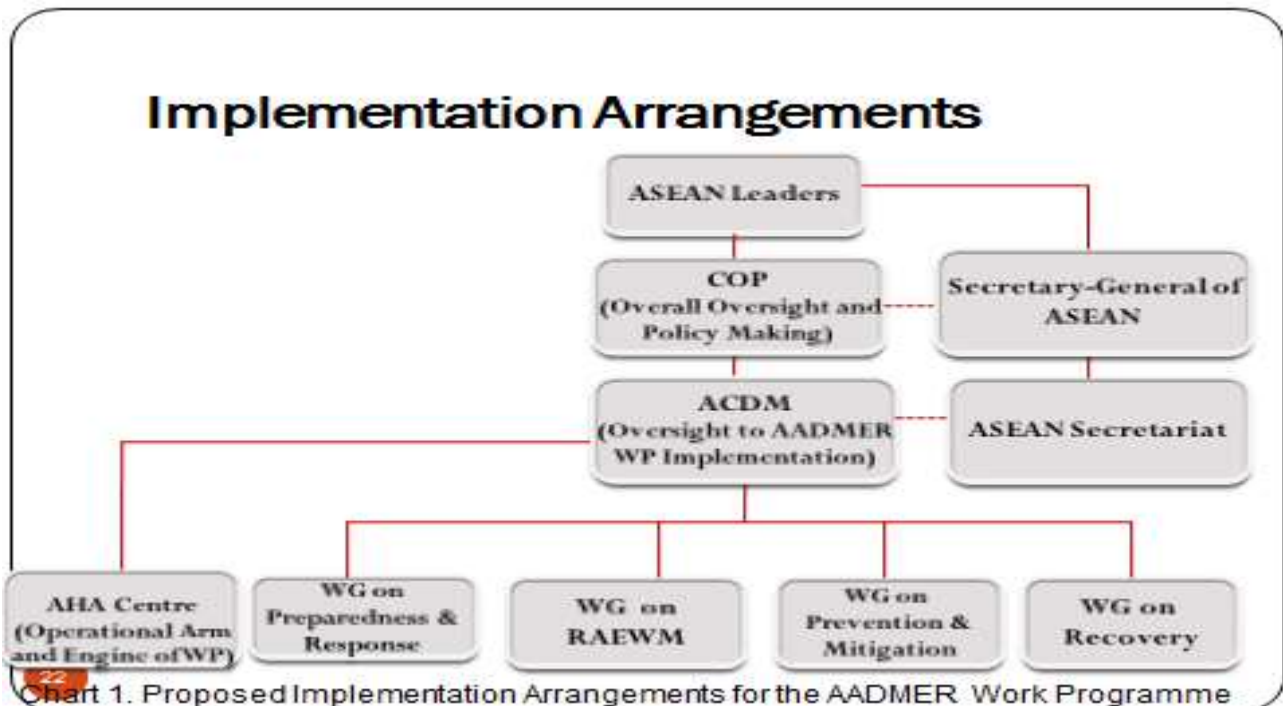 Implementation Arrangements
ASEAN Leaders
COP
(Overall Oversight and
Policy Making)
Secretary-General of
ASEAN
ACDM
(Oversight to AADMER
WP Implementation)
ASEAN Secretariat
AHA Centre
(Operational Arm
and Engine of WP)
WG on
Preparedness &
Response
WG on
RAEWM
WG on
Prevention &
Mitigation
WG on
Recovery
22
Chart 1. Proposed Implementation Arrangements for the AADMER Work Programme